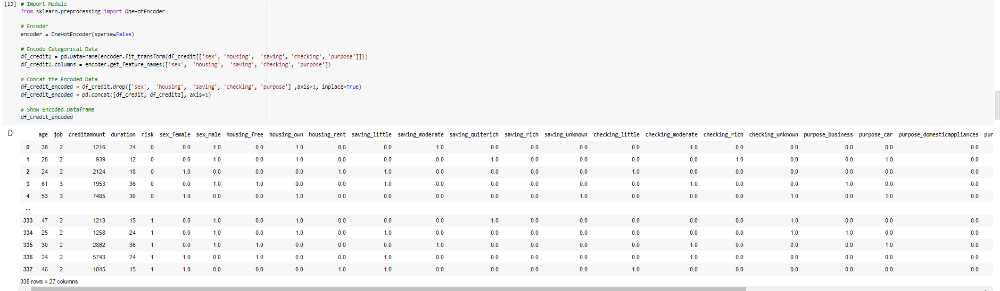 [13] # Import Module
from sklearn.preprocessing import OneHotEncoder
# Encoder
encoder = OneHotEncoder(sparse=False)
# Encode Categorical Data
df_credit2 = pd.DataFrame(encoder.fit_transform(df_credit[['sex', 'housing',  'saving', 'checking', 'purpose']]))
df_credit2.columns = encoder.get_feature_names(['sex',  'housing',  'saving', 'checking', 'purpose'])
# Concat the Encoded Data
df_credit_encoded = df_credit.drop(['sex',  'housing',  'saving', 'checking', 'purpose'] ,axis=1, inplace=True)
df_credit_encoded = pd.concat([df_credit, df_credit2], axis=1)
# Show Encoded Dataframe
df_credit_encoded
age job creditamount duration risk sex_female sex_male housing_free housing_own housing_rent saving_little saving_moderate saving_quiterich saving_rich saving_unknown checking_little checking_moderate checking_rich checking_unknown purpose_business purpose_car purpose_domesticappliances pur
0 38 2 1216 24 0 0.0 1.0 0.0 1.0 0.0 0.0 1.0 0.0 0.0 0.0 0.0 1.0 0.0 0.0 0.0 0.0 0.0
1 28 2 939 12 0 0.0 1.0 0.0 1.0 0.0 0.0 0.0 1.0 0.0 0.0 0.0 0.0 1.0 0.0 0.0 1.0 0.0
2 24 2 2124 18 0 1.0 0.0 0.0 0.0 1.0 1.0 0.0 0.0 0.0 0.0 1.0 0.0 0.0 0.0 0.0 0.0 0.0
3 61 3 1953 36 0 0.0 1.0 1.0 0.0 0.0 1.0 0.0 0.0 0.0 0.0 0.0 1.0 0.0 0.0 1.0 0.0 0.0
4 53 3 7485 30 0 1.0 0.0 0.0 1.0 0.0 0.0 0.0 0.0 0.0 1.0 0.0 0.0 0.0 1.0 0.0 1.0 0.0
... ... ... ... ... ... ... ... ... ... ... ... ... ... ... ... ... ... ... ... ... ... ...
333 47 2 1213 15 1 0.0 1.0 0.0 1.0 0.0 0.0 0.0 1.0 0.0 0.0 0.0 0.0 0.0 1.0 0.0 0.0 0.0
334 25 2 1258 24 1 0.0 1.0 0.0 1.0 0.0 1.0 0.0 0.0 0.0 0.0 0.0 0.0 0.0 1.0 1.0 0.0 0.0
335 30 2 2862 36 1 0.0 1.0 1.0 0.0 0.0 0.0 1.0 0.0 0.0 0.0 0.0 1.0 0.0 0.0 0.0 1.0 0.0
336 24 2 5743 24 1 1.0 0.0 1.0 0.0 0.0 1.0 0.0 0.0 0.0 0.0 0.0 1.0 0.0 0.0 0.0 0.0 0.0
337 46 2 1845 15 1 1.0 0.0 0.0 0.0 1.0 1.0 0.0 0.0 0.0 0.0 1.0 0.0 0.0 0.0 0.0 0.0 0.0
338 rows × 27 columns